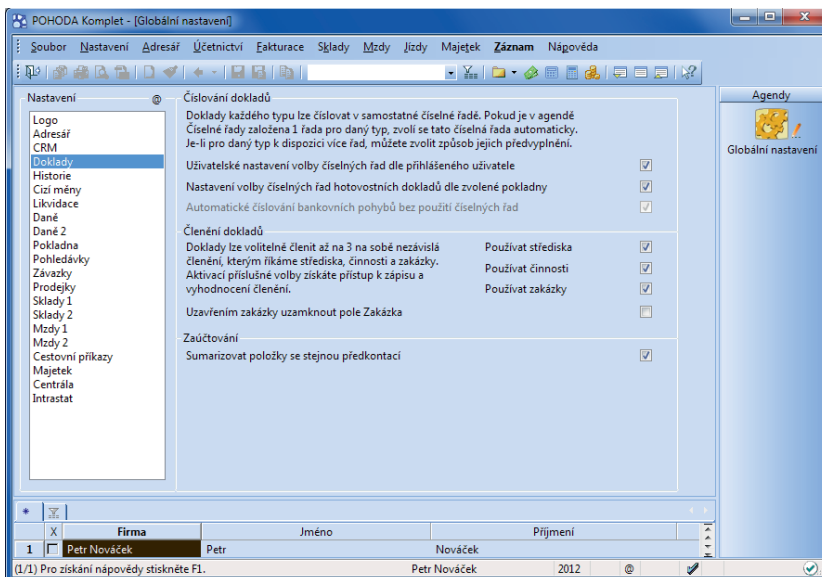 POHODA Komplet - [Globální nastavení]
Soubor Nastavení Adresář Účetnictví Fakturace Sklady Mzdy Jízdy Majetek Záznam Nápověda
Nastavení @
Logo
Adresář
CRM
Doklady
Historie
Cizí měny
Likvidace
Daně
Daně 2
Pokladna
Pohledávky
Závazky
Prodejky
Sklady 1
Sklady 2
Mzdy 1
Mzdy 2
Cestovní příkazy
Majetek
Centrála
Intrastat
Číslování dokladů
Doklady každého typu lze číslovat v samostatné číselné řadě. Pokud je v agendě
Číselné řady založena 1 řada pro daný typ, zvolí se tato číselná řada automaticky.
Je-li pro daný typ k dispozici více řad, můžete zvolit způsob jejich předvyplnění.
Uživatelské nastavení volby číselných řad dle přihlášeného uživatele
Nastavení volby číselných řad hotovostních dokladů dle zvolené pokladny
Automatické číslování bankovních pohybů bez použití číselných řad
Členění dokladů
Doklady lze volitelně členit až na 3 na sobě nezávislá
členění, kterým říkáme střediska, činnosti a zakázky.
Aktivací příslušné volby získáte přístup k zápisu a
vyhodnocení členění.
Používat střediska
Používat činnosti
Používat zakázky
Uzavřením zakázky uzamknout pole Zakázka
Zaúčtování
Sumarizovat položky se stejnou předkontací
Agendy
Globální nastavení
X Firma Jméno Příjmení
1 Petr Nováček Petr Nováček
(1/1) Pro získání nápovědy stiskněte F1. Petr Nováček 2012 @